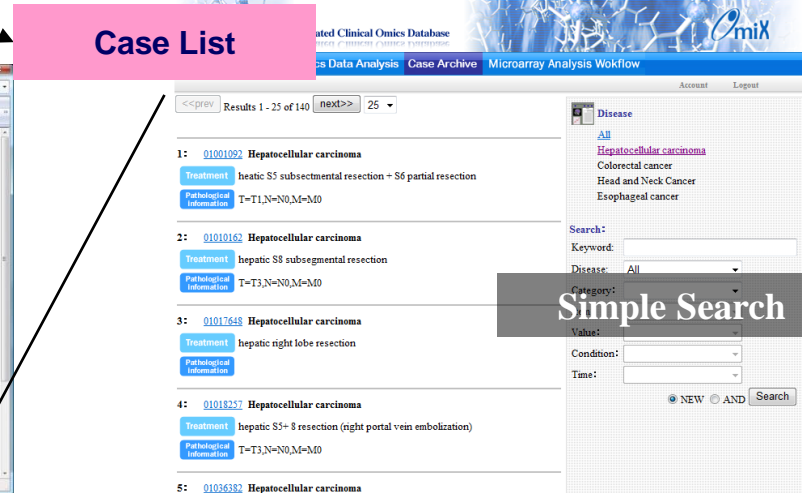 Case List
ated Clinical Omics Database
OmiX
cs Data Analysis Case Archive Microarray Analysis Wokflow
Account Logout
<<prev Results 1 - 25 of 140 next>> 25
1: 01001092 Hepatocellular carcinoma
Treatment heatic S5 subsectmental resection + S6 partial resection
Pathological Information T=T1,N=N0,M=M0
2: 01010162 Hepatocellular carcinoma
Treatment hepatic S8 subsegmental resection
Pathological Information T=T3,N=N0,M=M0
3: 01017648 Hepatocellular carcinoma
Treatment hepatic right lobe resection
Pathological Information
4: 01018257 Hepatocellular carcinoma
Treatment hepatic S5+ 8 resection (right portal vein embolization)
Pathological Information T=T3,N=N0,M=M0
5: 01036382 Hepatocellular carcinoma
Disease
All
Hepatocellular carcinoma
Colorectal cancer
Head and Neck Cancer
Esophageal cancer
Search:
Keyword:
Disease: All
Category:
Simple Search
Value:
Condition:
Time:
NEW AND Search